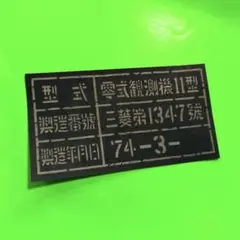 型式 零式観測機11型
製造番號 三菱第1347號
製造年月日 '74-3-